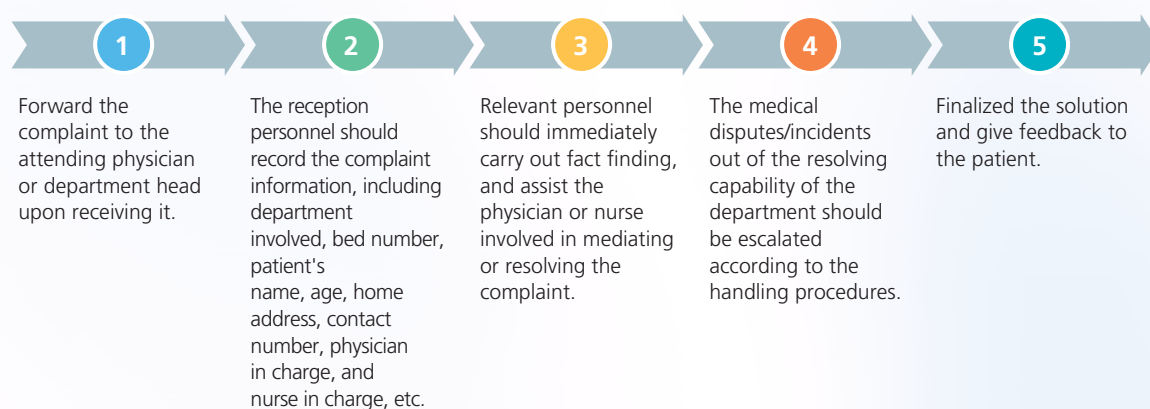 1
2
3
4
5
Forward the
complaint to the
attending physician
or department head
upon receiving it.
The reception
personnel should
record the complaint
information, including
department
involved, bed number,
patient's
name, age, home
address, contact
number, physician
in charge, and
nurse in charge, etc.
Relevant personnel
should immediately
carry out fact finding,
and assist the
physician or nurse
involved in mediating
or resolving the
complaint.
The medical
disputes/incidents
out of the resolving
capability of the
department should
be escalated
according to the
handling procedures.
Finalized the solution
and give feedback to
the patient.